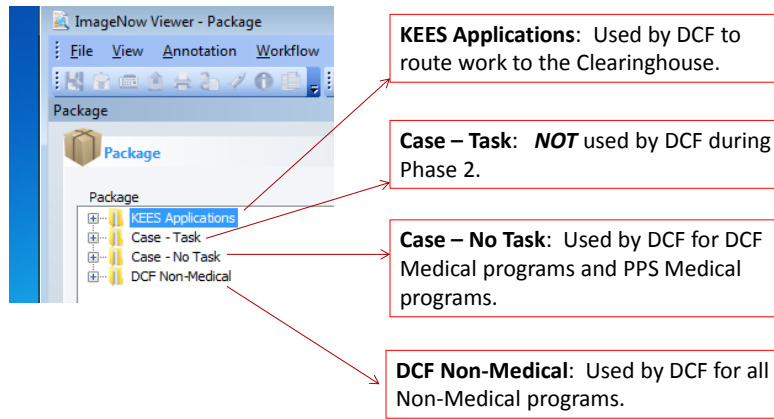 ImageNow Viewer - Package
File View Annotation Workflow
Package
Package
Package
KEES Applications
Case - Task
Case - No Task
DCF Non-Medical
KEES Applications: Used by DCF to
route work to the Clearinghouse.
Case – Task: NOT used by DCF during
Phase 2.
Case – No Task: Used by DCF for DCF
Medical programs and PPS Medical
programs.
DCF Non-Medical: Used by DCF for all
Non-Medical programs.